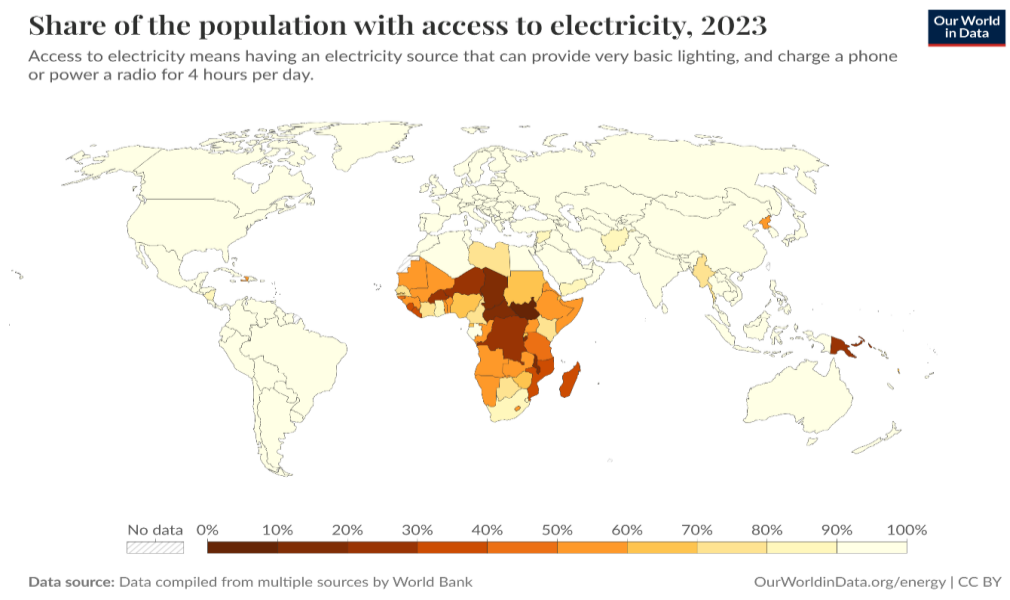 Share of the population with access to electricity, 2023
Our World
in Data
Access to electricity means having an electricity source that can provide very basic lighting, and charge a phone
or power a radio for 4 hours per day.
No data 0% 10% 20% 30% 40% 50% 60% 70% 80% 90% 100%
Data source: Data compiled from multiple sources by World Bank
OurWorldinData.org/energy | CC BY